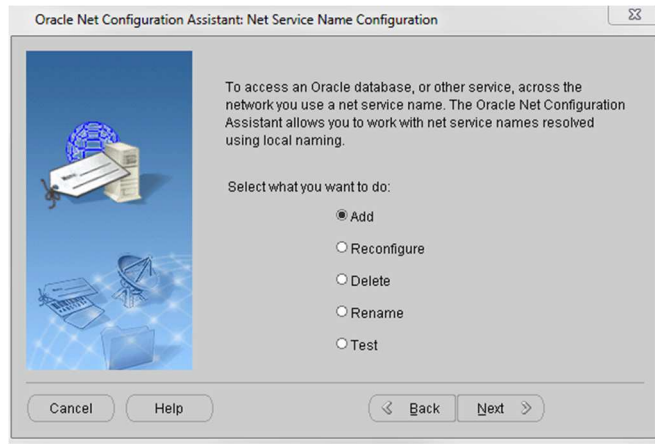 Oracle Net Configuration Assistant: Net Service Name Configuration
To access an Oracle database, or other service, across the
network you use a net service name. The Oracle Net Configuration
Assistant allows you to work with net service names resolved
using local naming.
Select what you want to do:
Add
Reconfigure
Delete
Rename
Test
Cancel
Help
Back
Next